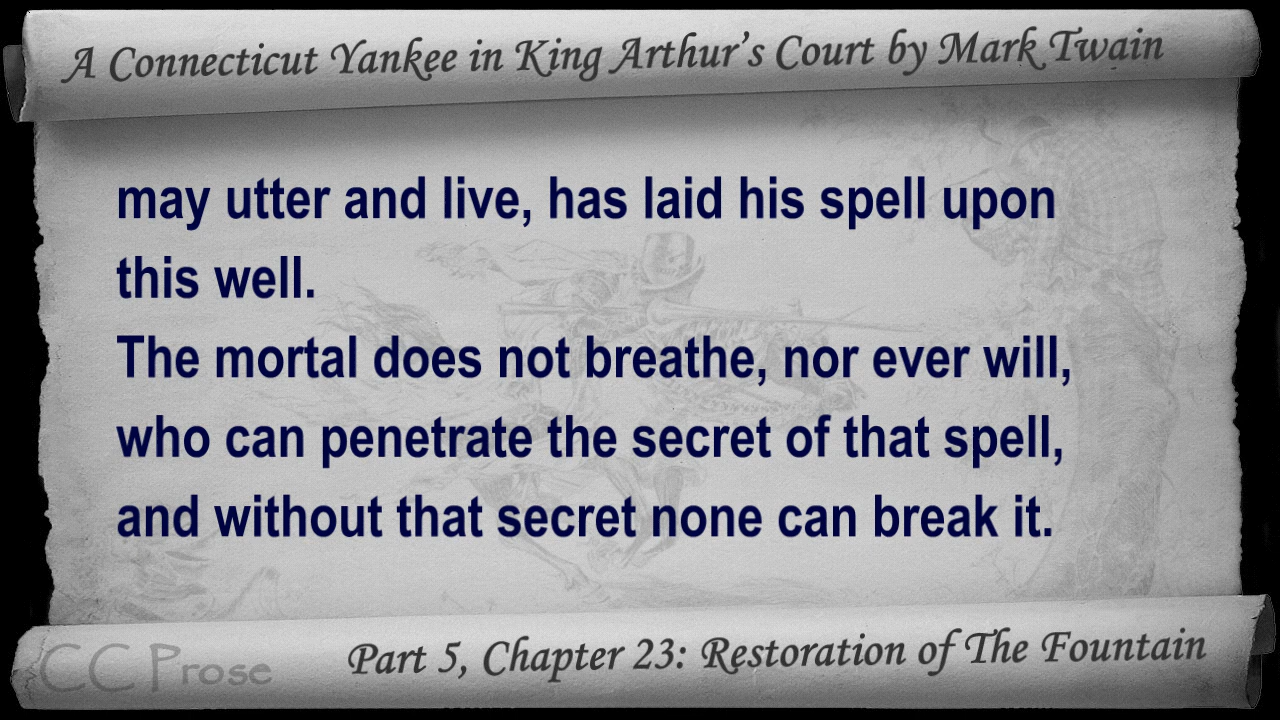 A Connecticut Yankee in King Arthur's Court by Mark Twain
may utter and live, has laid his spell upon
this well.
The mortal does not breathe, nor ever will,
who can penetrate the secret of that spell,
and without that secret none can break it.
CC Prose
Part 5, Chapter 23: Restoration of The Fountain